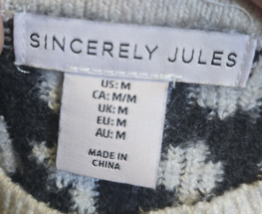 SINCERELY JULES
US: M
CA: M/M
UK: M
EU: M
AU: M
MADE IN
CHINA